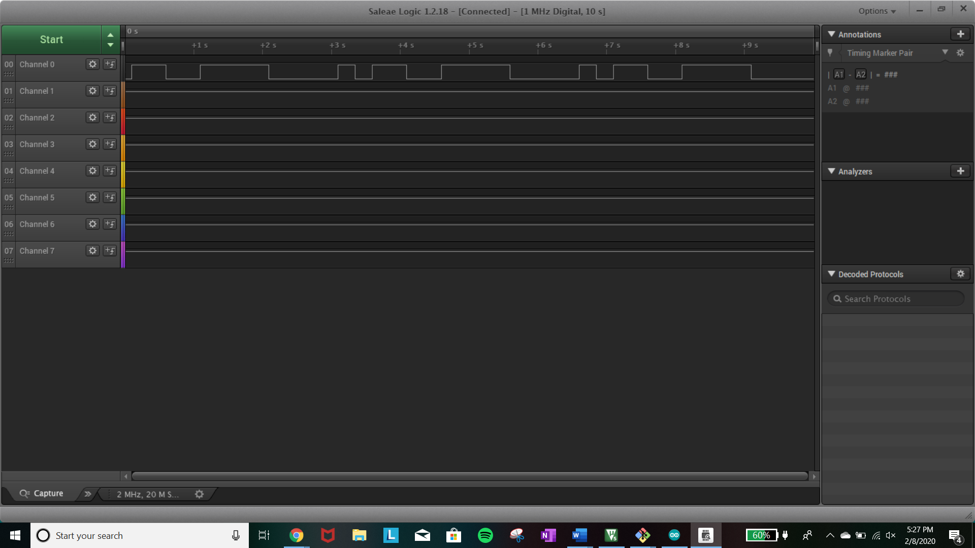 Saleae Logic 1.2.18 - [Connected] - [1 MHz Digital, 10 s]
Options
Start
0 s
+1 s +2 s +3 s +4 s +5 s +6 s +7 s +8 s +9 s
00 Channel 0
01 Channel 1
02 Channel 2
03 Channel 3
04 Channel 4
05 Channel 5
06 Channel 6
07 Channel 7
Annotations
Timing Marker Pair
| A1 - A2 | = ###
A1 @ ###
A2 @ ###
Analyzers
Decoded Protocols
Search Protocols
Capture
2 MHz, 20 M S...
Start your search
60%
5:27 PM
2/8/2020
4